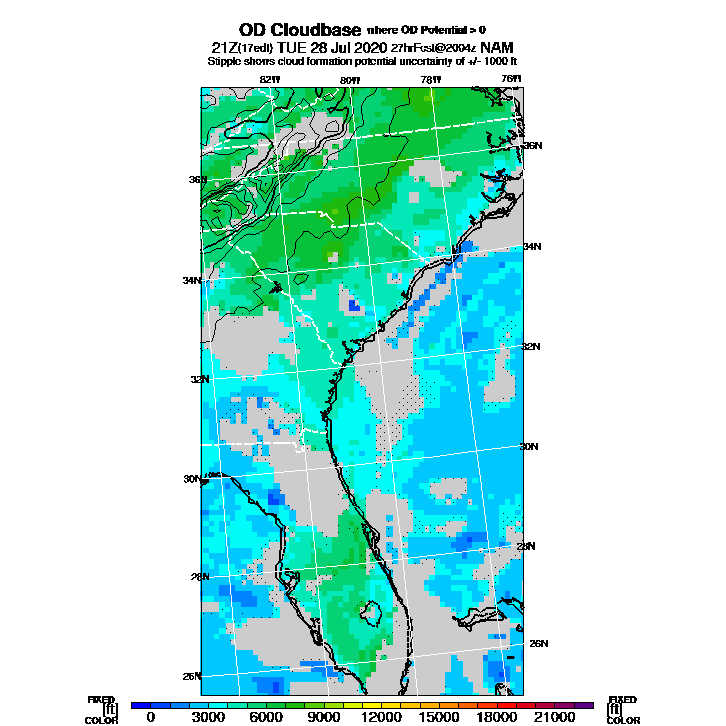 OD Cloudbase where OD Potential > 0
21Z(17edt) TUE 28 Jul 2020 27hrFcst@2004z NAM
Stipple shows cloud formation potential uncertainty of +/- 1000 ft
82W 80W 78W 76W
36N
36N
34N
34N
32N
32N
30N
30N
28N
28N
26N
26N
FIXED FIXED
[ft] [ft]
COLOR 0 3000 6000 9000 12000 15000 18000 21000 COLOR